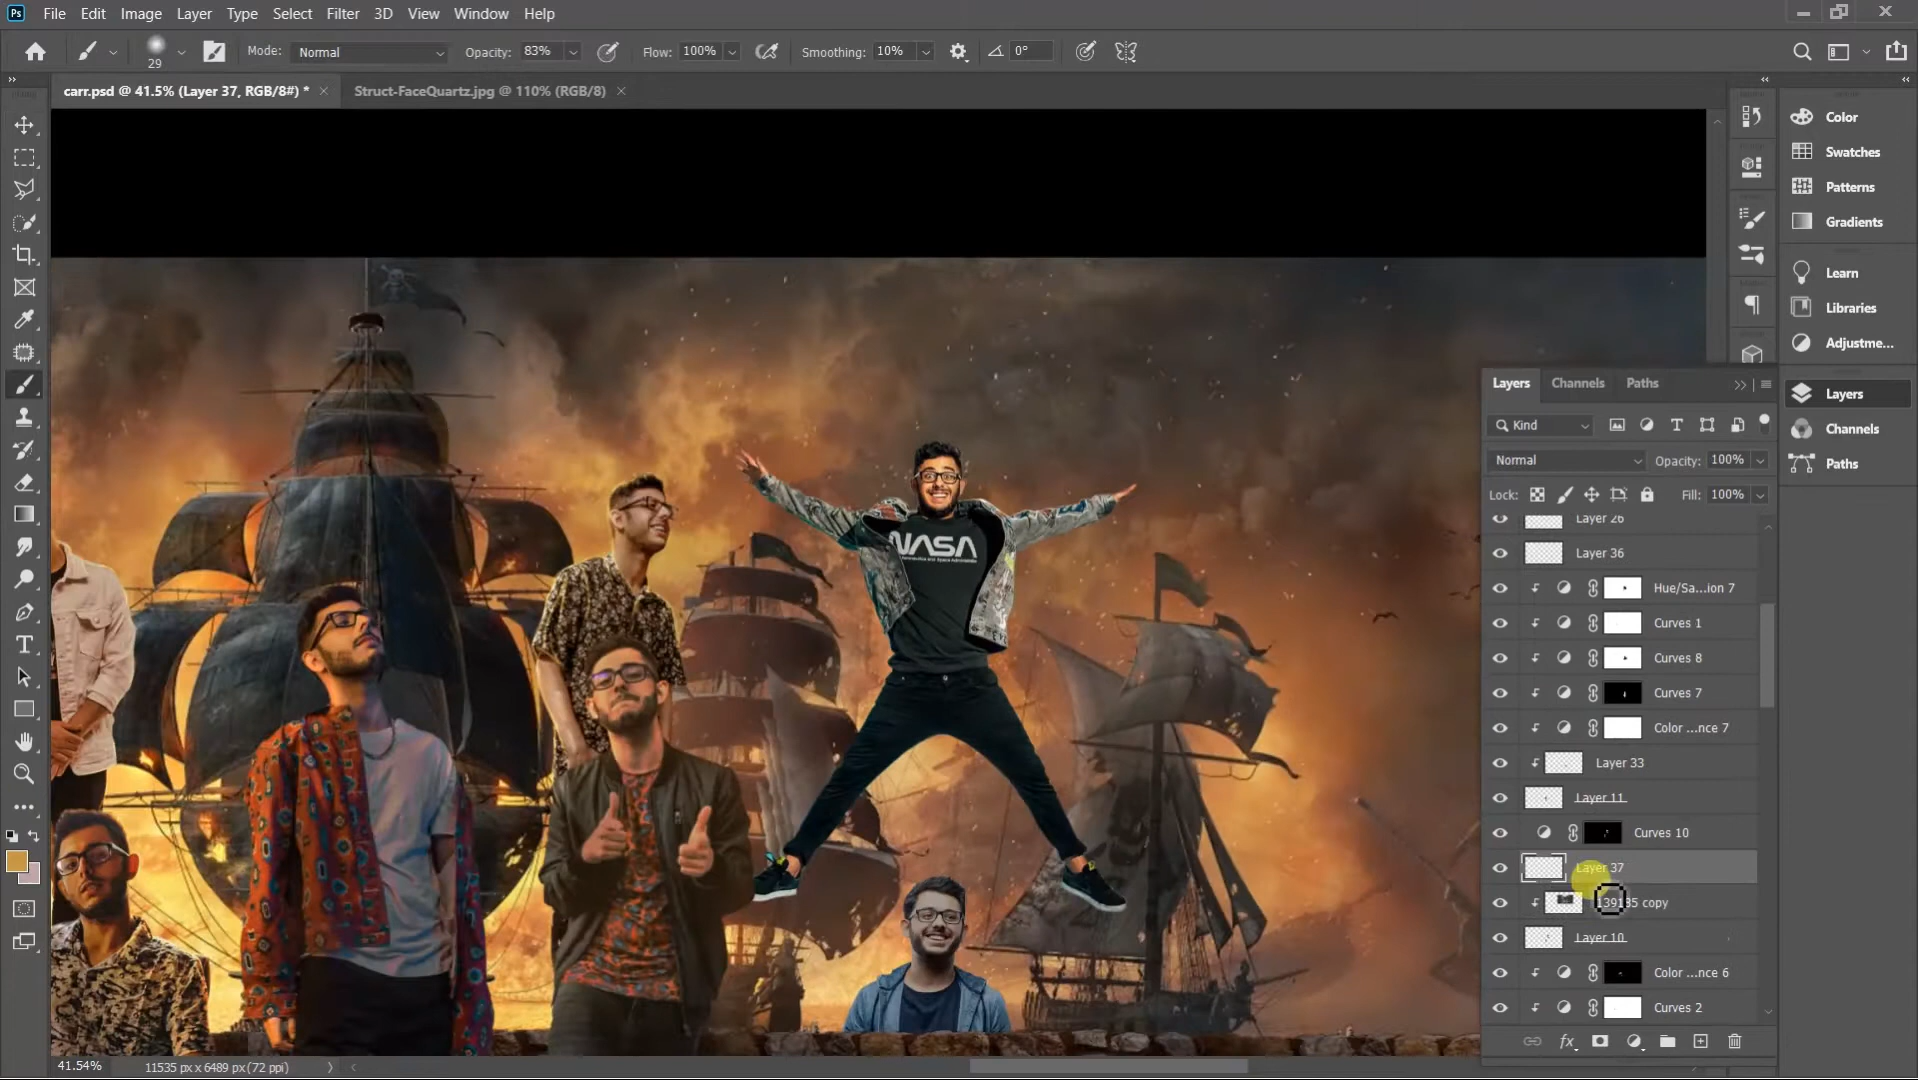 Ps File Edit Image Layer Type Select Filter 3D View Window Help
29 Mode: Normal Opacity: 83% Flow: 100% Smoothing: 10% 0°
carr.psd @ 41.5% (Layer 37, RGB/8#) * Struct-FaceQuartz.jpg @ 110% (RGB/8)
Color
Swatches
Patterns
Gradients
Learn
Libraries
Adjustme...
Layers
Channels
Paths
Layers Channels Paths
Kind
Normal Opacity: 100%
Lock: Fill: 100%
Layer 26
Layer 36
Hue/Sa...ion 7
Curves 1
Curves 8
Curves 7
Color ...nce 7
Layer 33
Layer 11
Curves 10
Layer 37
139185 copy
Layer 10
Color ...nce 6
Curves 2
fx
NASA
41.54% 11535 px x 6489 px (72 ppi)